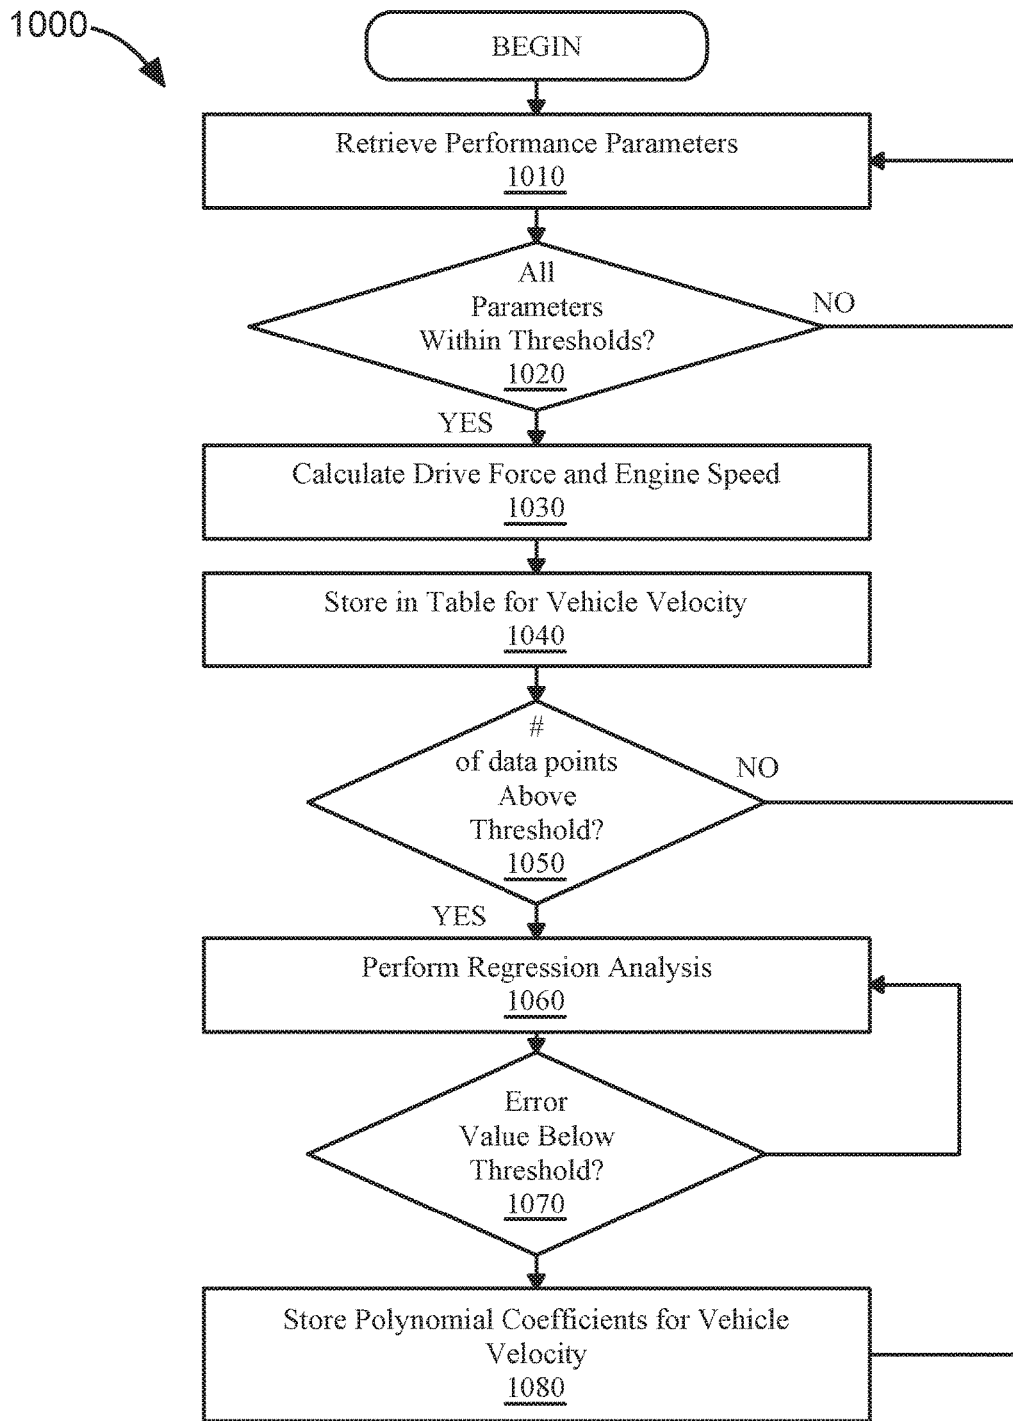 1000
BEGIN
Retrieve Performance Parameters
1010
All
Parameters
Within Thresholds?
1020
NO
YES
Calculate Drive Force and Engine Speed
1030
Store in Table for Vehicle Velocity
1040
#
of data points
Above
Threshold?
1050
NO
YES
Perform Regression Analysis
1060
Error
Value Below
Threshold?
1070
Store Polynomial Coefficients for Vehicle
Velocity
1080